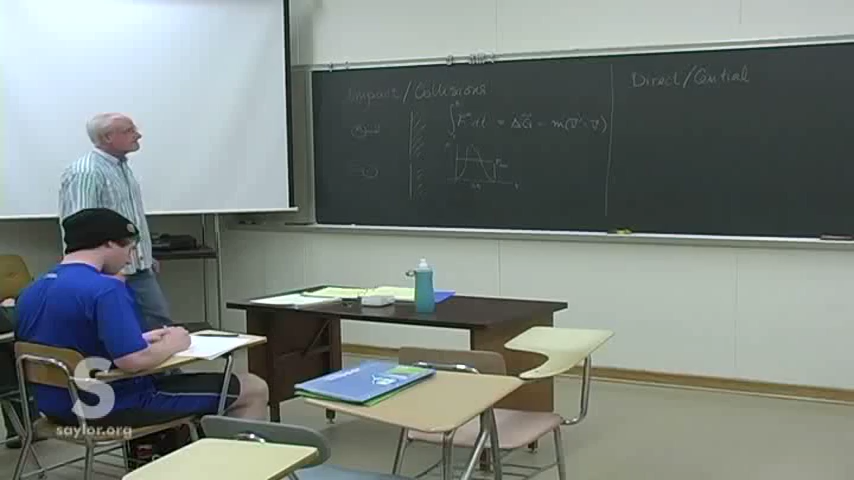 Impact / Collisions
Direct / Central
∫ F dt = ΔG = m(v' - v)
S
saylor.org